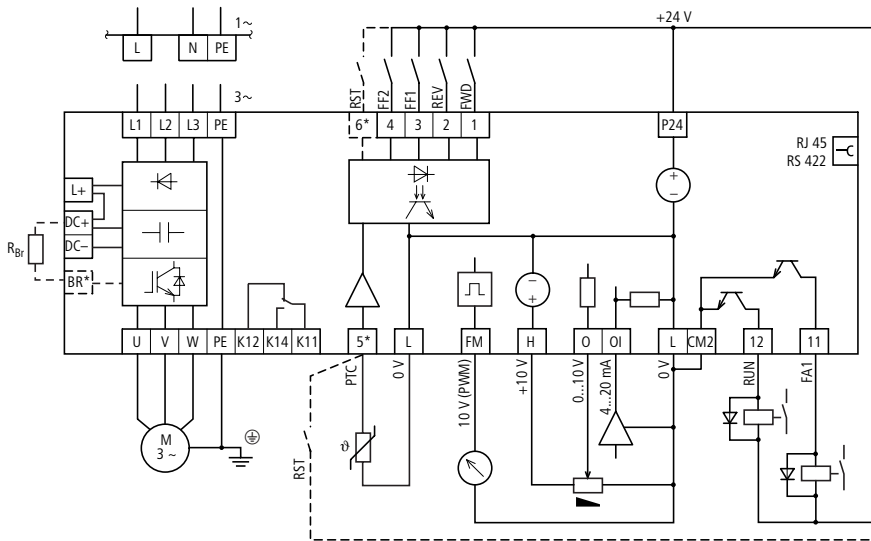 1~
+24 V
L N PE
3~
RST FF2 FF1 REV FWD
L1 L2 L3 PE 6* 4 3 2 1 P24
RJ 45
RS 422
L+
+
−
DC+
DC−
RBr
BR*
−
+
U V W PE K12 K14 K11 5* L FM H O OI L CM2 12 11
PTC 0 V 10 V (PWM) +10 V 0...10 V 4...20 mA 0 V RUN FA1
M
3 ~
RST
ϑ